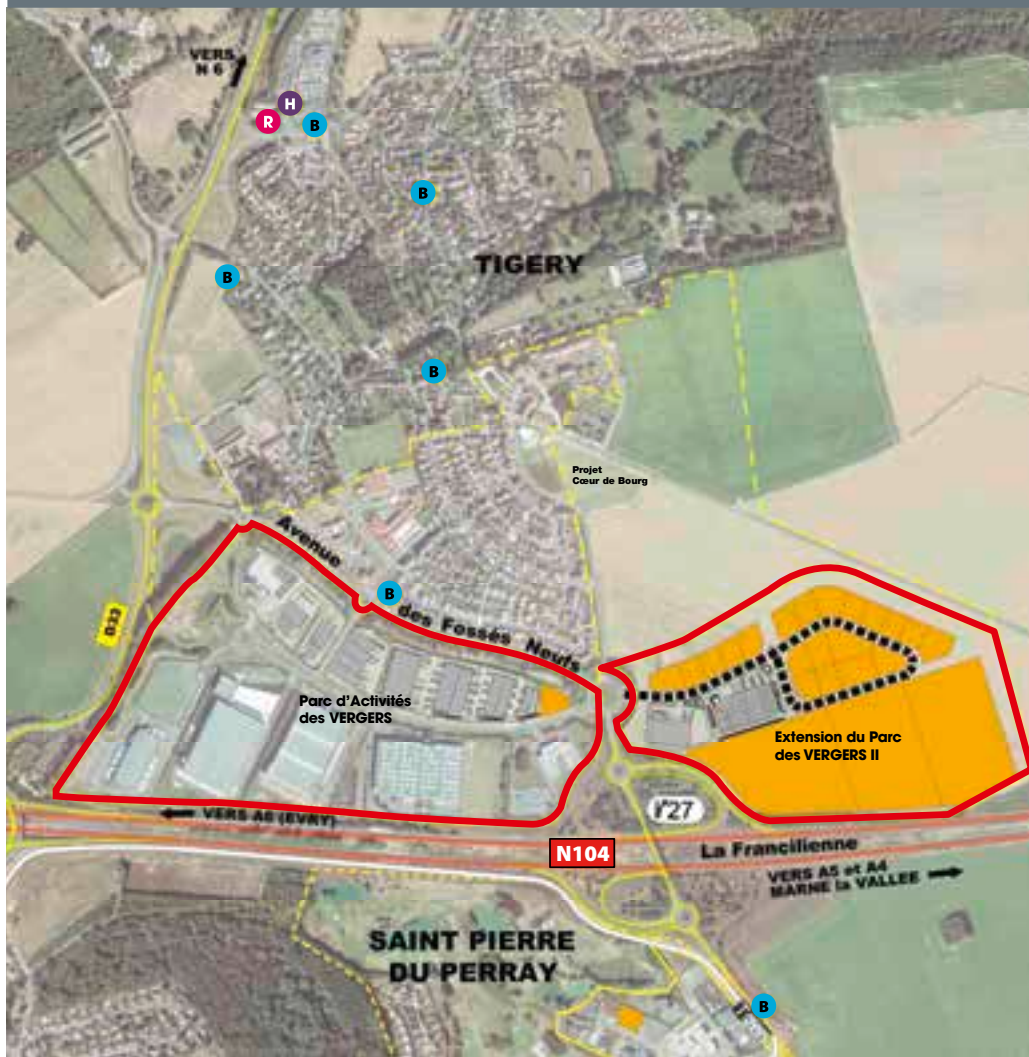 VERS
N 6
H
R
B
B
B
TIGERY
B
Projet
Cœur de Bourg
Avenue
des Fossés Neufs
B
D33
Parc d'Activités
des VERGERS
Extension du Parc
des VERGERS II
27
VERS A6 (EVRY)
N104
La Francilienne
VERS A5 et A4
MARNE la VALLEE
SAINT PIERRE
DU PERRAY
B